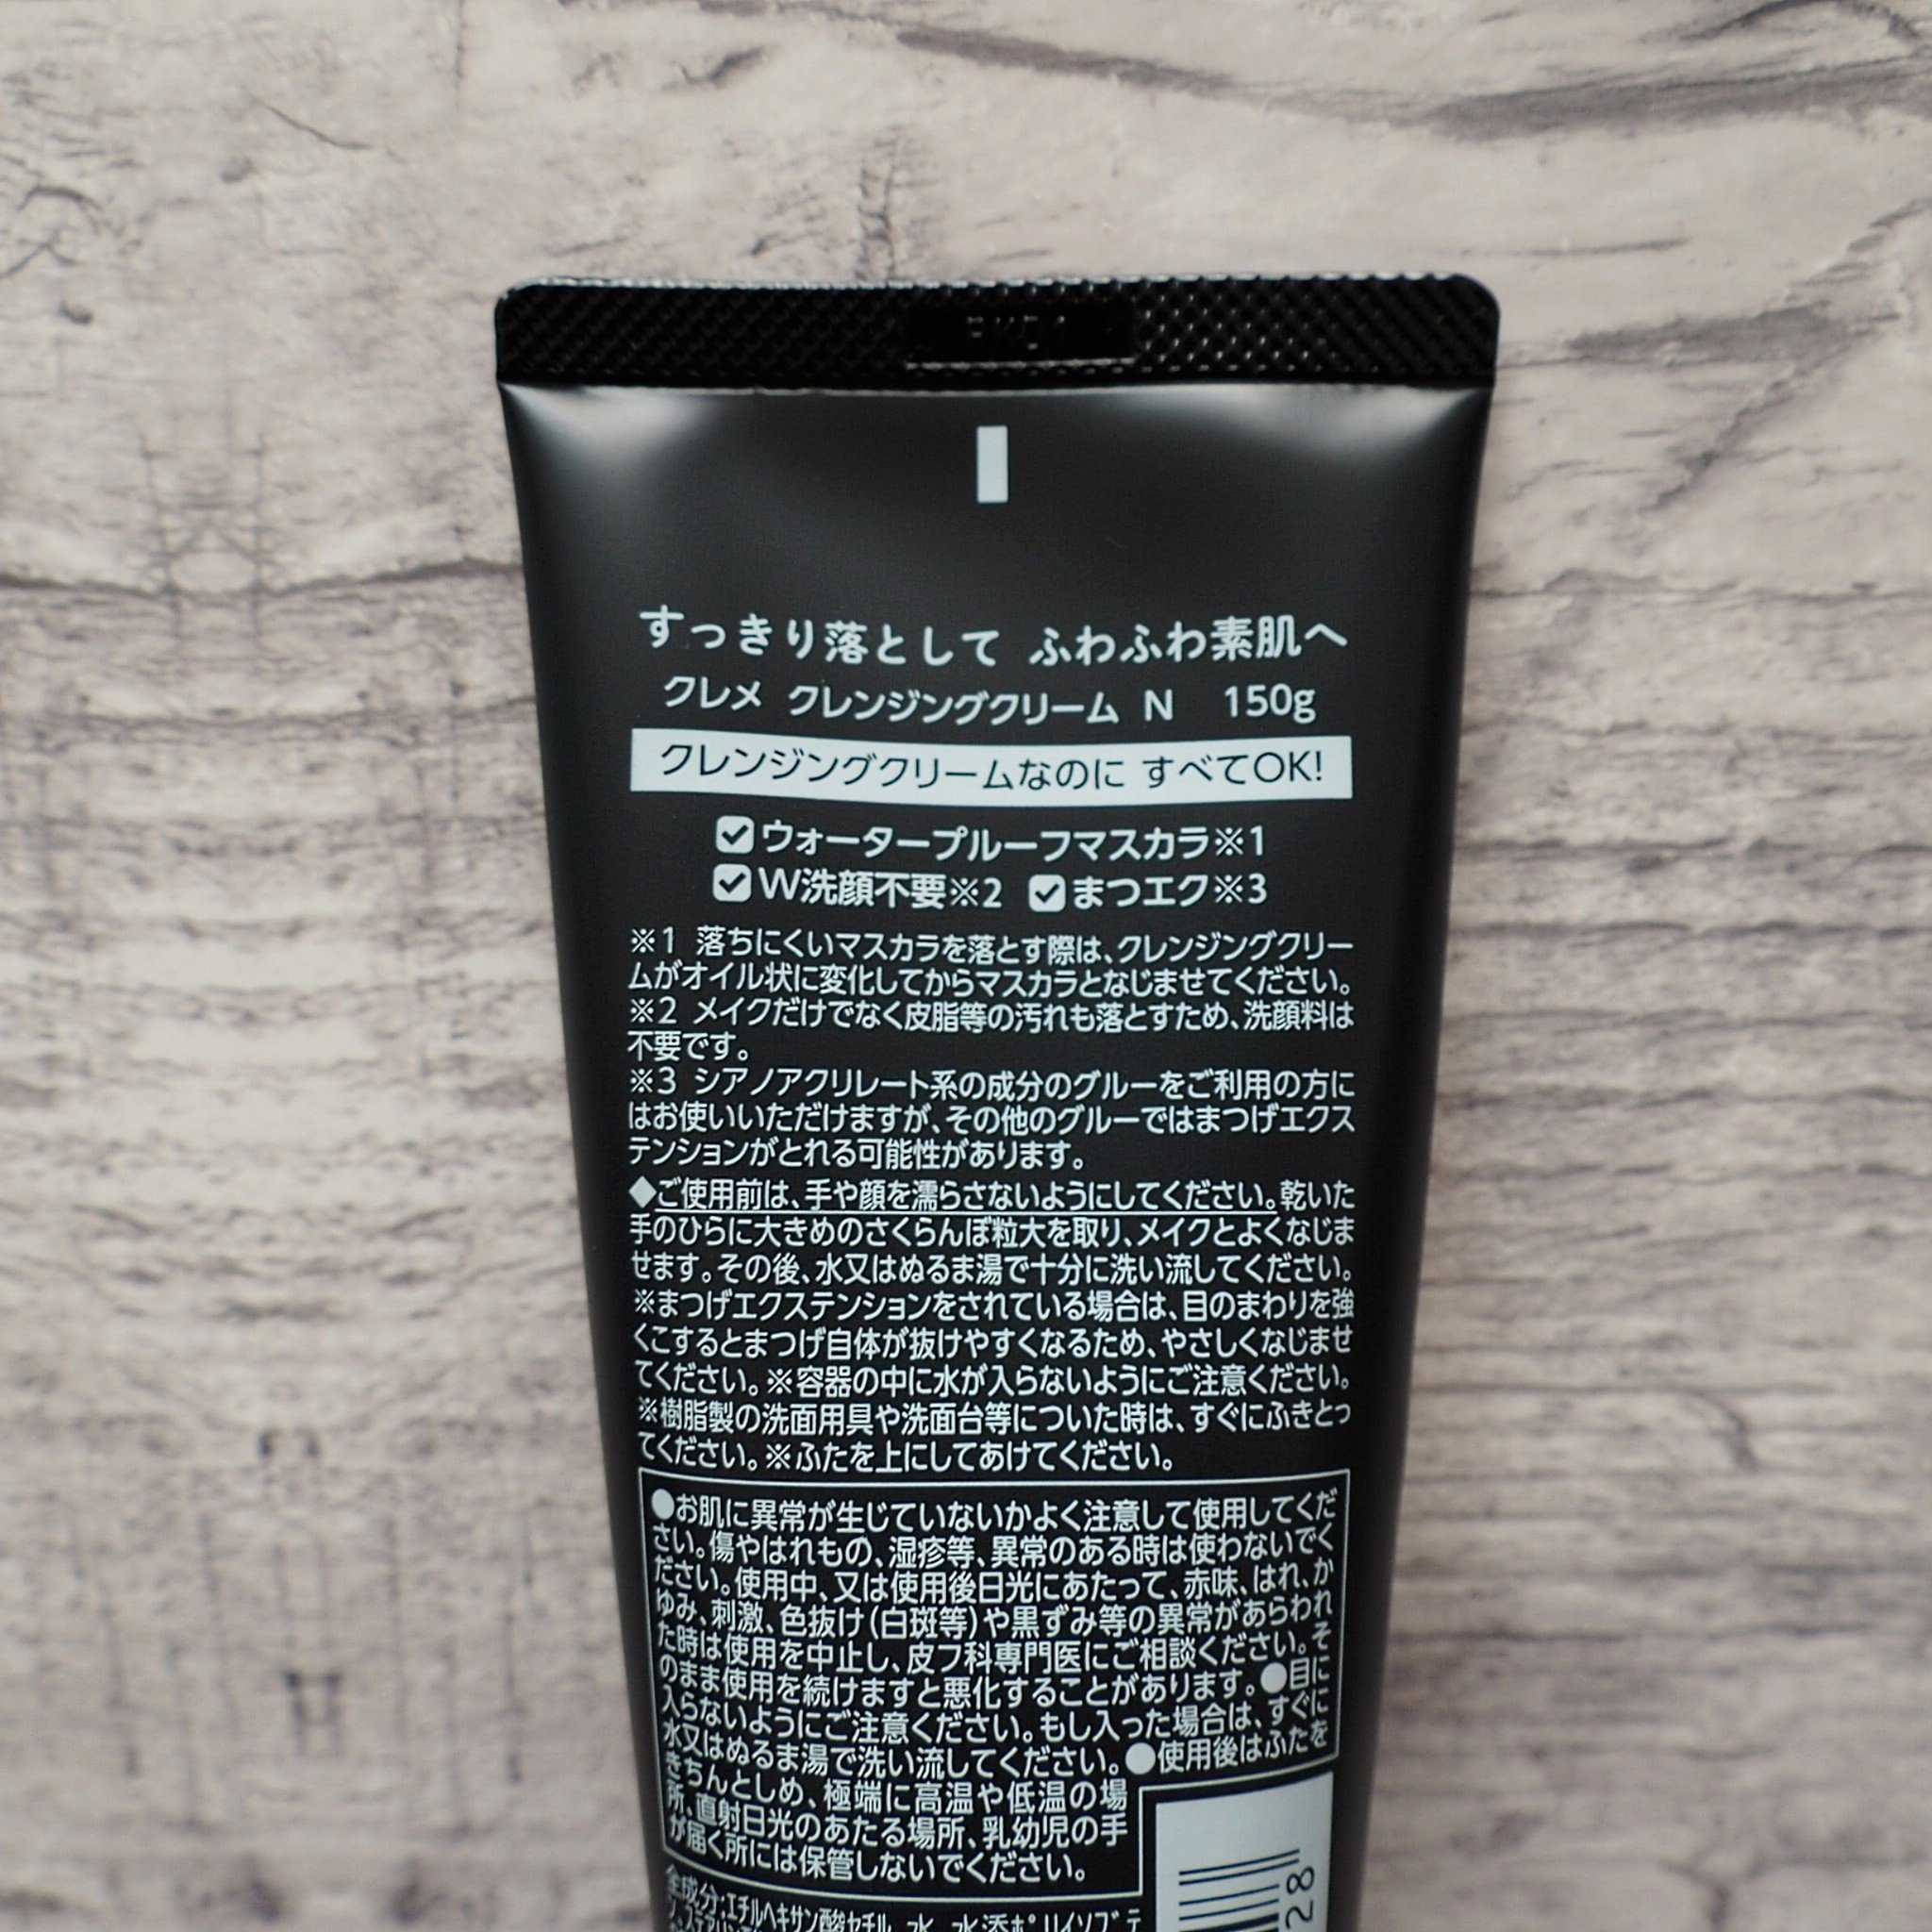 すっきり落として ふわふわ素肌へ
クレメ クレンジングクリーム N 150g
クレンジングクリームなのに すべてOK!
ウォータープルーフマスカラ※1
W洗顔不要※2 まつエク※3
※1 落ちにくいマスカラを落とす際は、クレンジングクリー
ムがオイル状に変化してからマスカラとなじませてください。
※2 メイクだけでなく皮脂等の汚れも落とすため、洗顔料は
不要です。
※3 シアノアクリレート系の成分のグルーをご利用の方に
はお使いいただけますが、その他のグルーではまつげエクス
テンションがとれる可能性があります。
◆ご使用前は、手や顔を濡らさないようにしてください。乾いた
手のひらに大きめのさくらんぼ粒大を取り、メイクとよくなじま
せます。その後、水又はぬるま湯で十分に洗い流してください。
※まつげエクステンションをされている場合は、目のまわりを強
くこするとまつげ自体が抜けやすくなるため、やさしくなじませ
てください。※容器の中に水が入らないようにご注意ください。
※樹脂製の洗面用具や洗面台等についた時は、すぐにふきとっ
てください。※ふたを上にしてあけてください。
●お肌に異常が生じていないかよく注意して使用してくだ
さい。傷やはれもの、湿疹等、異常のある時は使わないでく
ださい。使用中、又は使用後日光にあたって、赤味、はれ、か
ゆみ、刺激、色抜け(白斑等)や黒ずみ等の異常があらわれ
た時は使用を中止し、皮フ科専門医にご相談ください。そ
のまま使用を続けますと悪化することがあります。●目に
入らないようにご注意ください。もし入った場合は、すぐに
水又はぬるま湯で洗い流してください。●使用後はふたを
きちんとしめ、極端に高温や低温の場
所、直射日光のあたる場所、乳幼児の手
が届く所には保管しないでください。
全成分:エチルヘキサン酸セチル、水、水添ポリイソブテ
28